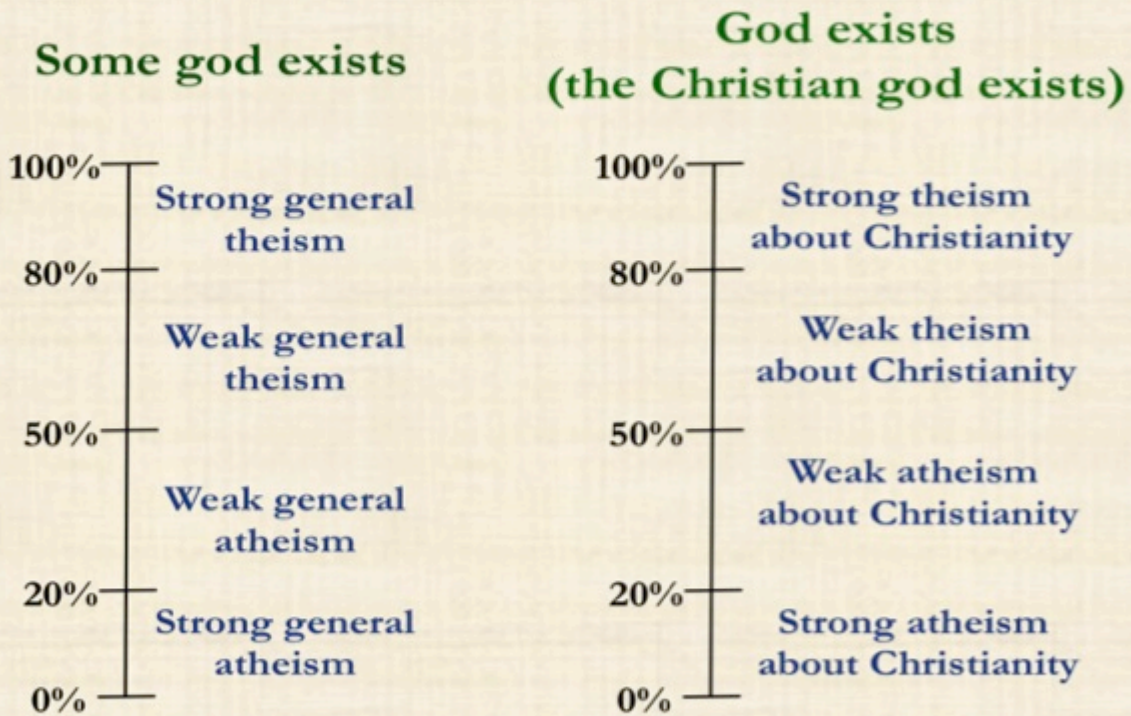 Some god exists
100%
Strong general
theism
80%
Weak general
theism
50%
Weak general
atheism
20%
Strong general
atheism
0%
God exists
(the Christian god exists)
100%
Strong theism
about Christianity
80%
Weak theism
about Christianity
50%
Weak atheism
about Christianity
20%
Strong atheism
about Christianity
0%